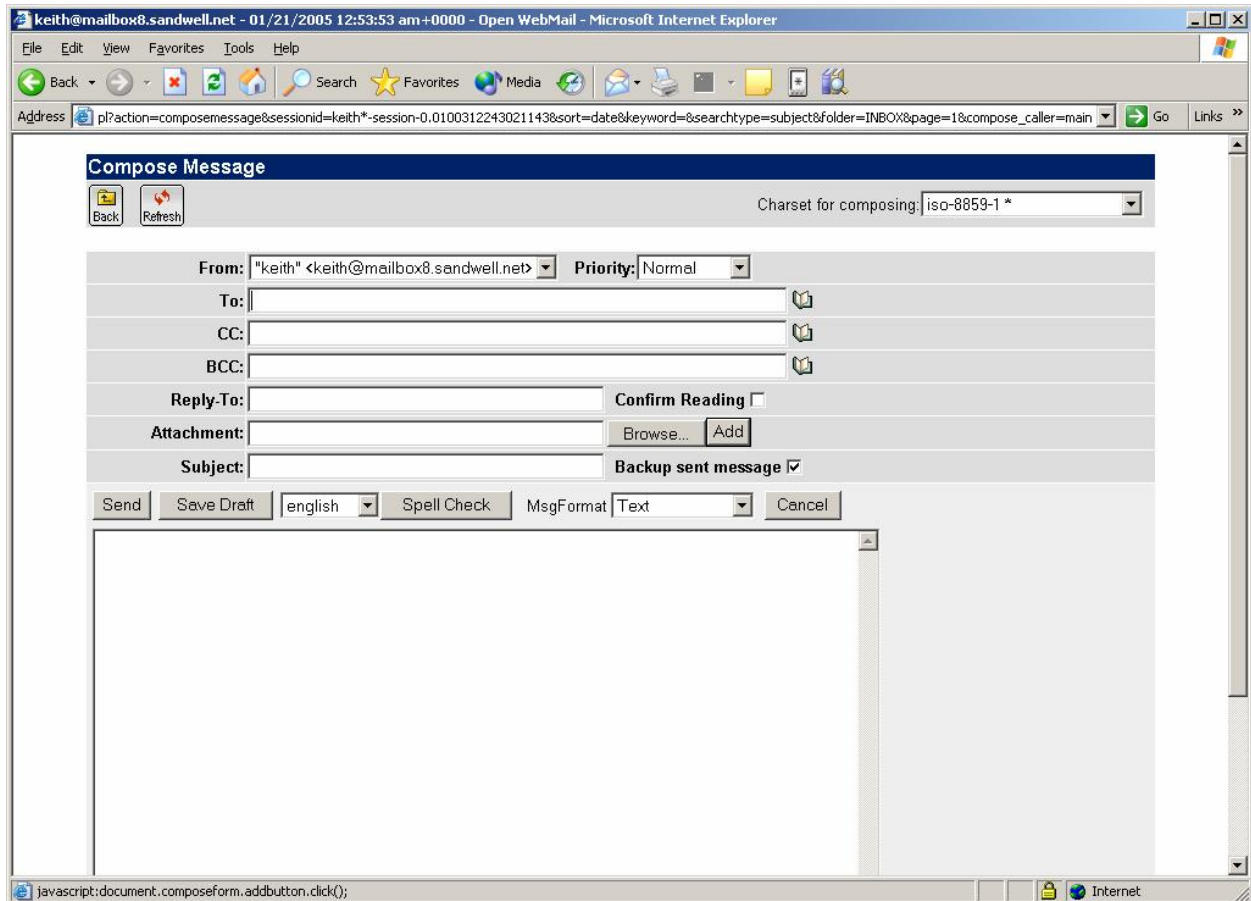 keith@mailbox8.sandwell.net - 01/21/2005 12:53:53 am+0000 - Open WebMail - Microsoft Internet Explorer
File Edit View Favorites Tools Help
Back Search Favorites Media
Address pl?action=composemessage&sessionid=keith*-session-0.0100312243021143&sort=date&keyword=&searchtype=subject&folder=INBOX&page=1&compose_caller=main Go Links »
Compose Message
Back Refresh Charset for composing: iso-8859-1 *
From: "keith" <keith@mailbox8.sandwell.net> Priority: Normal
To:
CC:
BCC:
Reply-To: Confirm Reading
Attachment: Browse... Add
Subject: Backup sent message
Send Save Draft english Spell Check MsgFormat Text Cancel
javascript:document.composeform.addbutton.click(); Internet